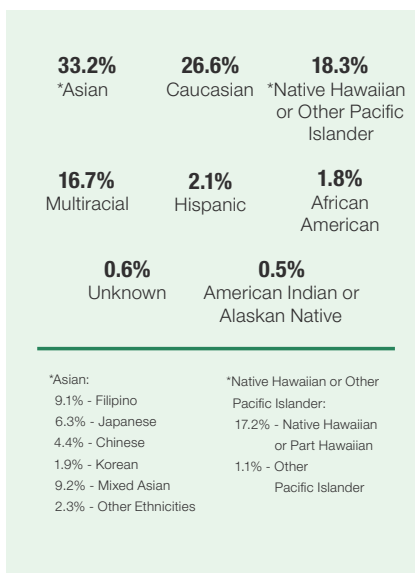 33.2%
*Asian
26.6%
Caucasian
18.3%
*Native Hawaiian
or Other Pacific
Islander
16.7%
Multiracial
2.1%
Hispanic
1.8%
African
American
0.6%
Unknown
0.5%
American Indian or
Alaskan Native
*Asian:
9.1% - Filipino
6.3% - Japanese
4.4% - Chinese
1.9% - Korean
9.2% - Mixed Asian
2.3% - Other Ethnicities
*Native Hawaiian or Other
Pacific Islander:
17.2% - Native Hawaiian
or Part Hawaiian
1.1% - Other
Pacific Islander